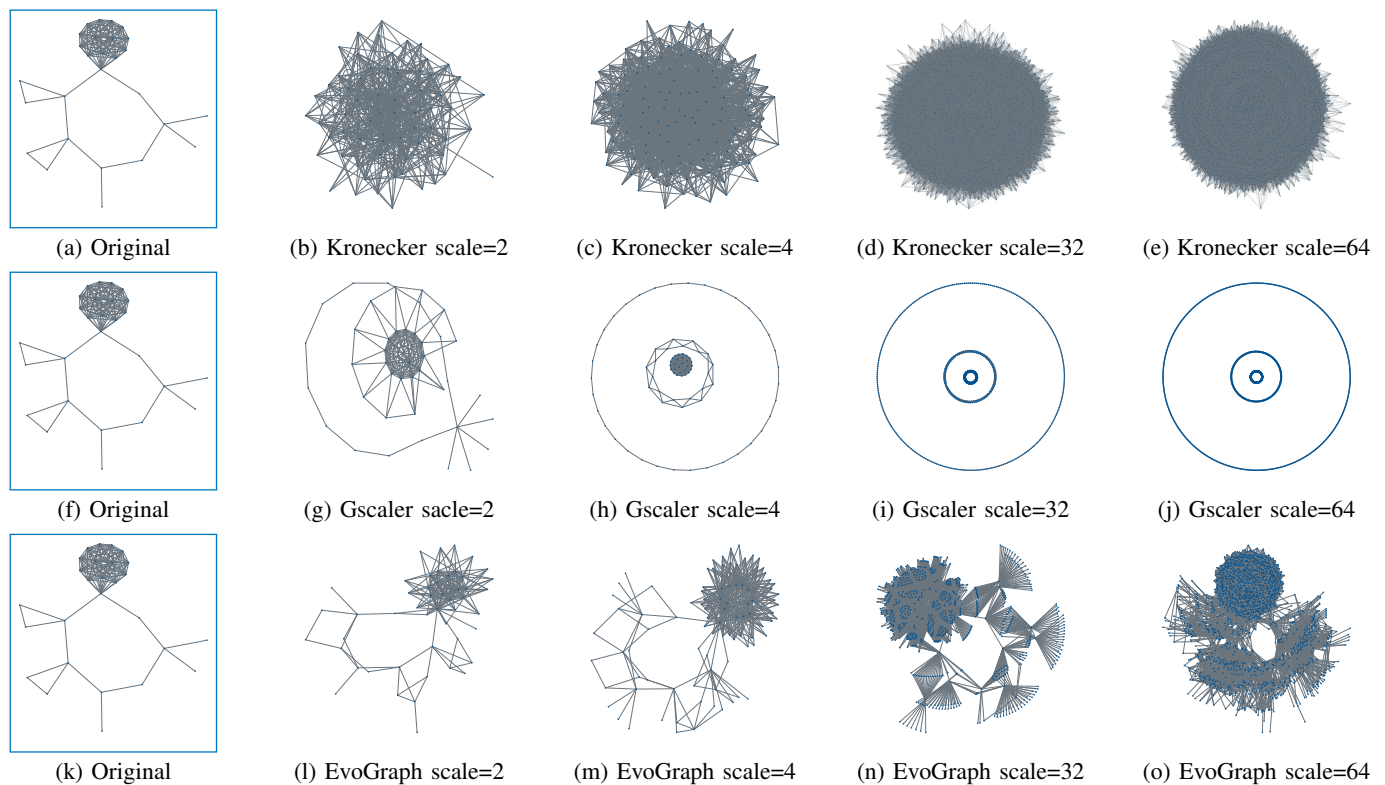 (a) Original
(b) Kronecker scale=2
(c) Kronecker scale=4
(d) Kronecker scale=32
(e) Kronecker scale=64
(f) Original
(g) Gscaler sacle=2
(h) Gscaler scale=4
(i) Gscaler scale=32
(j) Gscaler scale=64
(k) Original
(l) EvoGraph scale=2
(m) EvoGraph scale=4
(n) EvoGraph scale=32
(o) EvoGraph scale=64